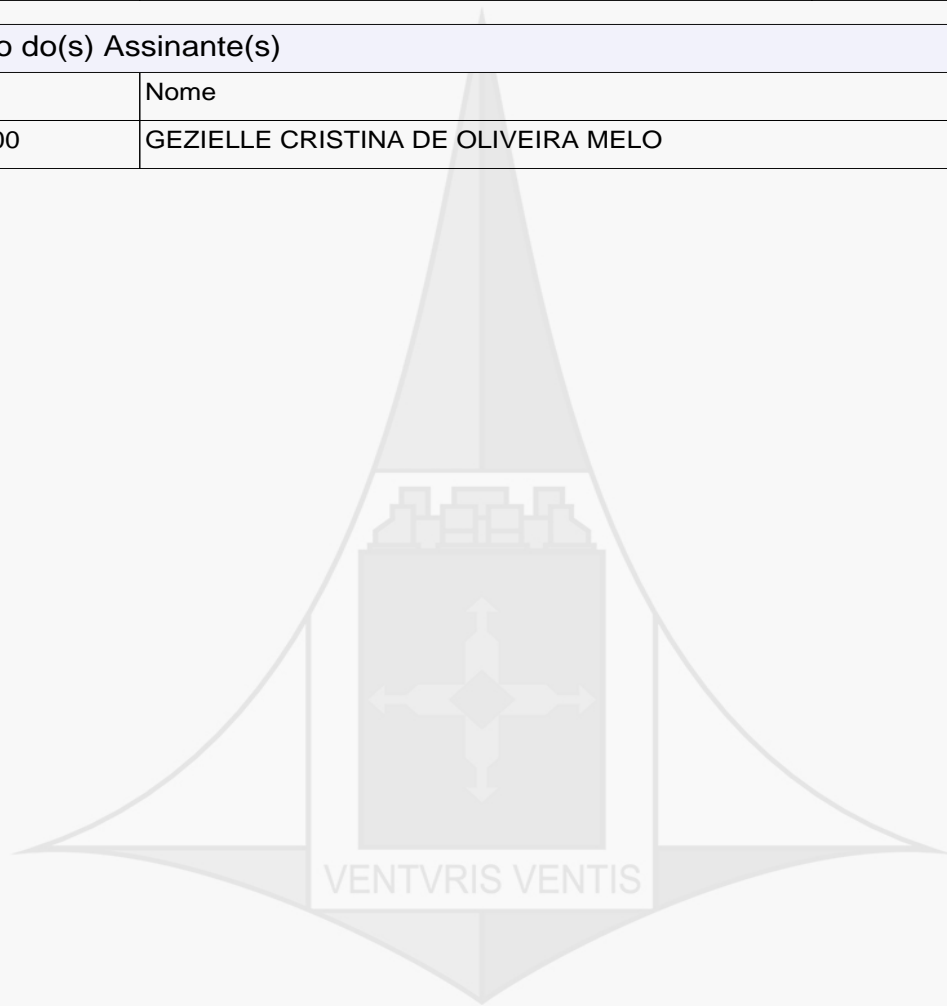 o do(s) Assinante(s)
Nome
00 GEZIELLE CRISTINA DE OLIVEIRA MELO
VENTVRIS VENTIS